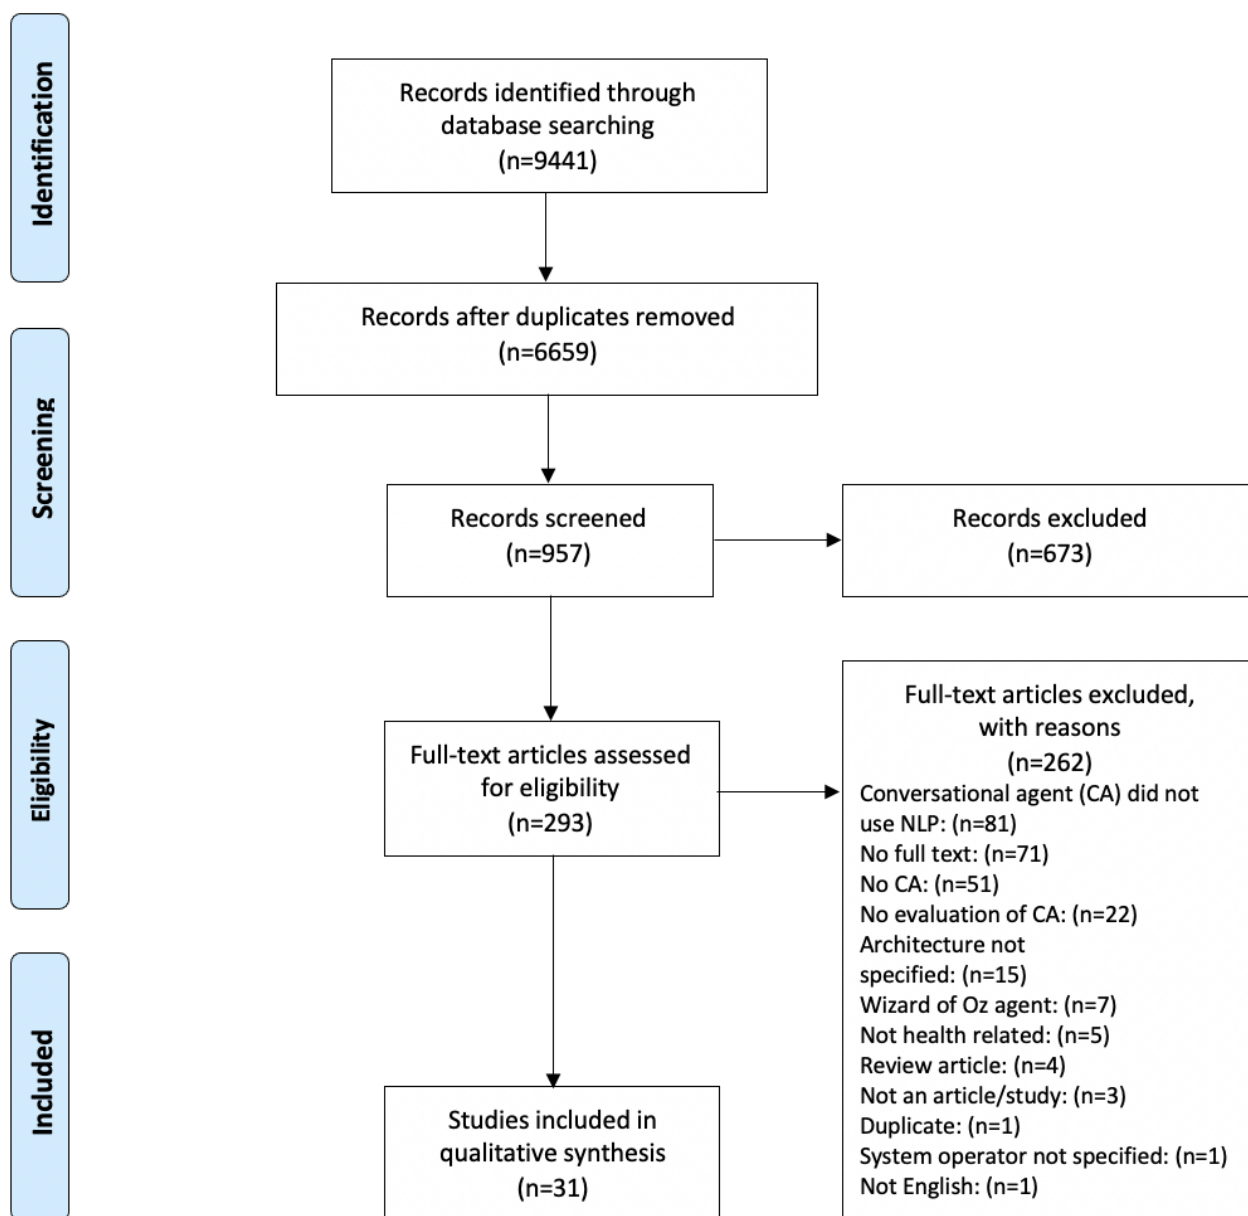 Identification
Records identified through
database searching
(n=9441)
Records after duplicates removed
(n=6659)
Screening
Records screened
(n=957)
Records excluded
(n=673)
Eligibility
Full-text articles assessed
for eligibility
(n=293)
Full-text articles excluded,
with reasons
(n=262)
Conversational agent (CA) did not
use NLP: (n=81)
No full text: (n=71)
No CA: (n=51)
No evaluation of CA: (n=22)
Architecture not
specified: (n=15)
Wizard of Oz agent: (n=7)
Not health related: (n=5)
Review article: (n=4)
Not an article/study: (n=3)
Duplicate: (n=1)
System operator not specified: (n=1)
Not English: (n=1)
Included
Studies included in
qualitative synthesis
(n=31)